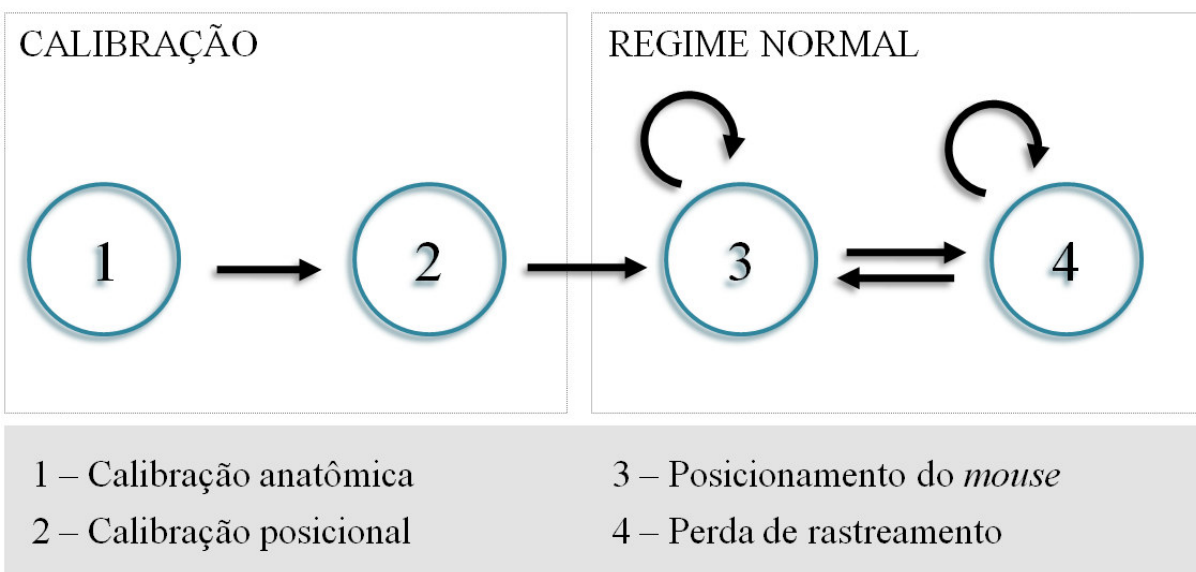 CALIBRAÇÃO
REGIME NORMAL
1
2
3
4
1 – Calibração anatômica
2 – Calibração posicional
3 – Posicionamento do mouse
4 – Perda de rastreamento